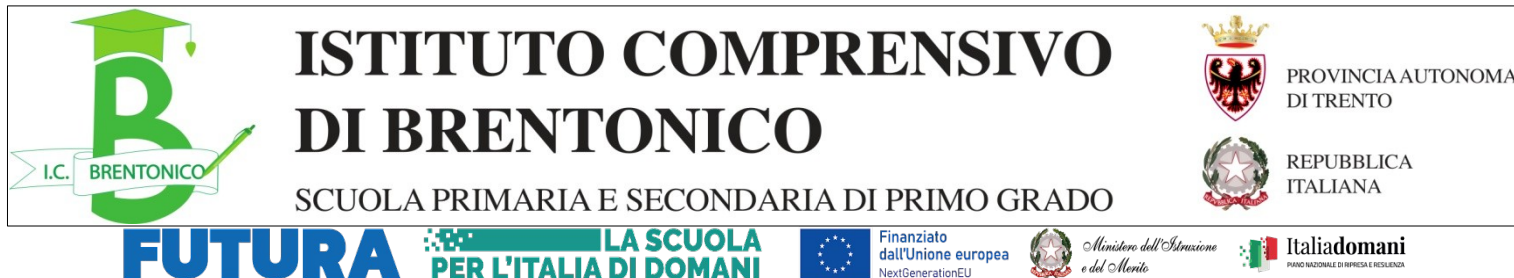 I.C. BRENTONICO
ISTITUTO COMPRENSIVO
DI BRENTONICO
SCUOLA PRIMARIA E SECONDARIA DI PRIMO GRADO
PROVINCIA AUTONOMA
DI TRENTO
REPUBBLICA
ITALIANA
FUTURA
LA SCUOLA
PER L'ITALIA DI DOMANI
Finanziato
dall'Unione europea
NextGenerationEU
Ministero dell'Istruzione
e del Merito
Italiadomani
PIANO NAZIONALE DI RIPRESA E RESILIENZA